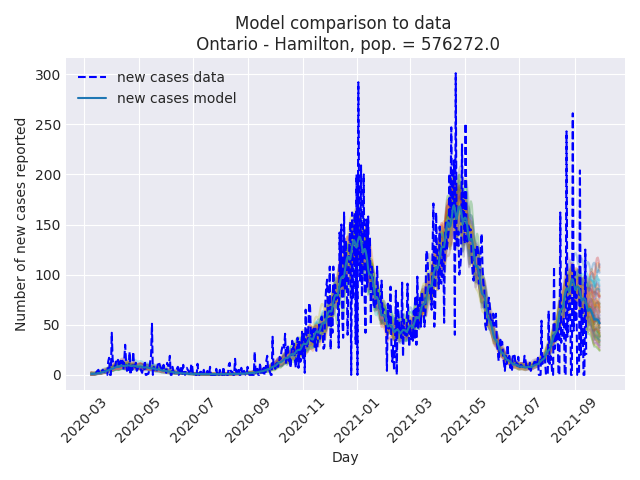 Model comparison to data
Ontario - Hamilton, pop. = 576272.0
new cases data
new cases model
Number of new cases reported
300
250
200
150
100
50
0
2020-03
2020-05
2020-07
2020-09
2020-11
2021-01
2021-03
2021-05
2021-07
2021-09
Day